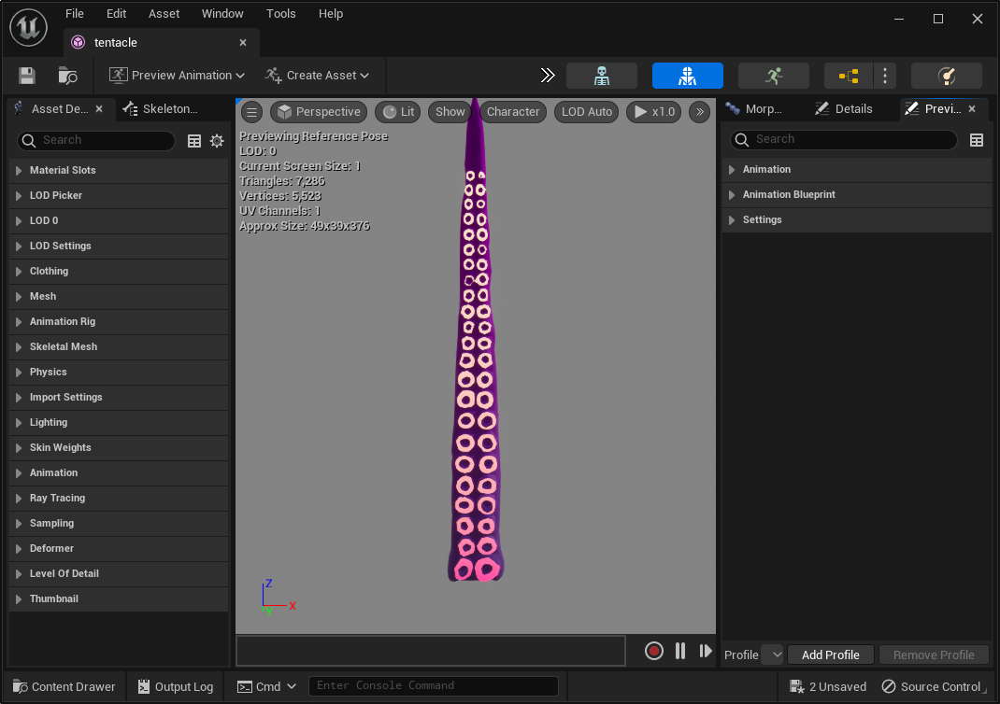 File Edit Asset Window Tools Help
tentacle
Preview Animation Create Asset
Asset De... Skeleton...
Search
Material Slots
LOD Picker
LOD 0
LOD Settings
Clothing
Mesh
Animation Rig
Skeletal Mesh
Physics
Import Settings
Lighting
Skin Weights
Animation
Ray Tracing
Sampling
Deformer
Level Of Detail
Thumbnail
Perspective Lit Show Character LOD Auto x1.0
Previewing Reference Pose
LOD: 0
Current Screen Size: 1
Triangles: 7,286
Vertices: 5,523
UV Channels: 1
Approx Size: 49x39x376
Z
X
Y
Morp... Details Previ...
Search
Animation
Animation Blueprint
Settings
Profile Add Profile Remove Profile
Content Drawer Output Log Cmd Enter Console Command 2 Unsaved Source Control